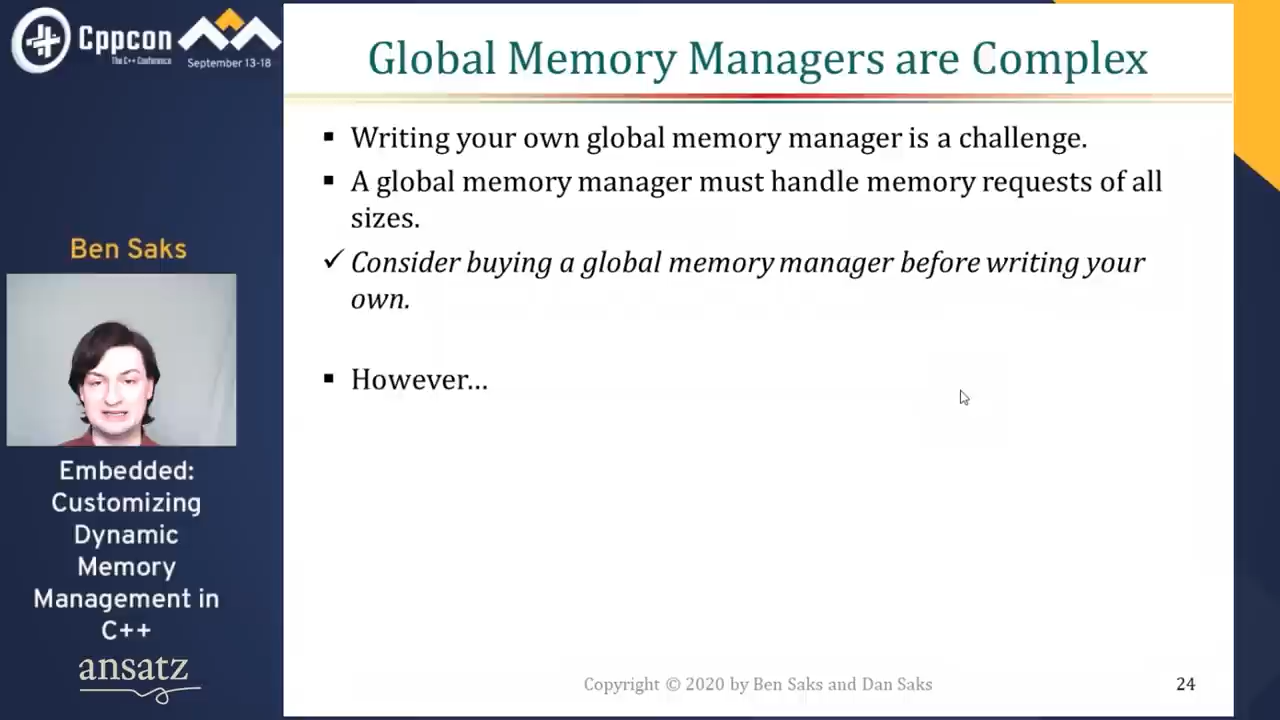 Cppcon
The C++ Conference
September 13-18
Ben Saks
Embedded:
Customizing
Dynamic
Memory
Management in
C++
ansatz
Global Memory Managers are Complex
▪ Writing your own global memory manager is a challenge.
▪ A global memory manager must handle memory requests of all
sizes.
✓ Consider buying a global memory manager before writing your
own.
▪ However…
Copyright © 2020 by Ben Saks and Dan Saks
24